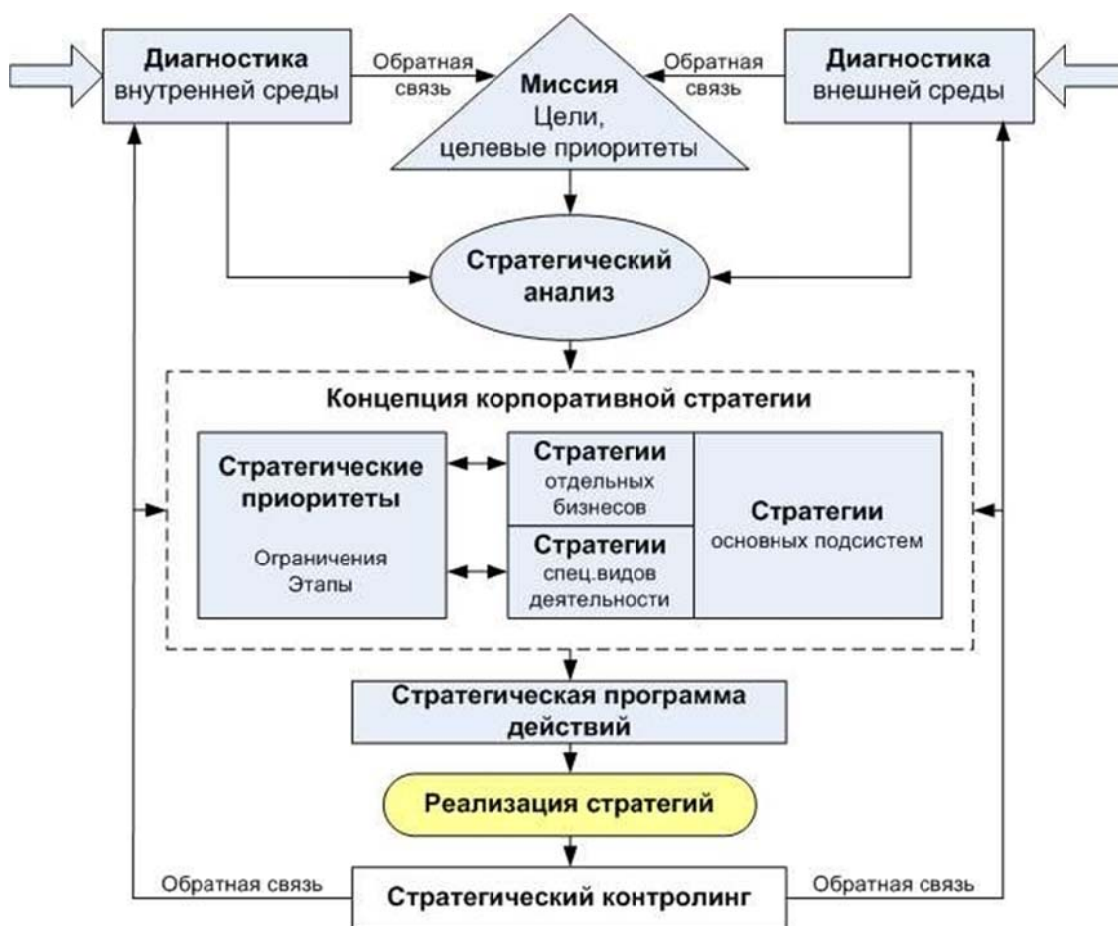 Диагностика
внутренней среды
Обратная
связь
Миссия
Цели,
целевые приоритеты
Обратная
связь
Диагностика
внешней среды
Стратегический
анализ
Концепция корпоративной стратегии
Стратегические
приоритеты
Ограничения
Этапы
Стратегии
отдельных
бизнесов
Стратегии
спец.видов
деятельности
Стратегии
основных подсистем
Стратегическая программа
действий
Реализация стратегий
Обратная связь
Стратегический контролинг
Обратная связь